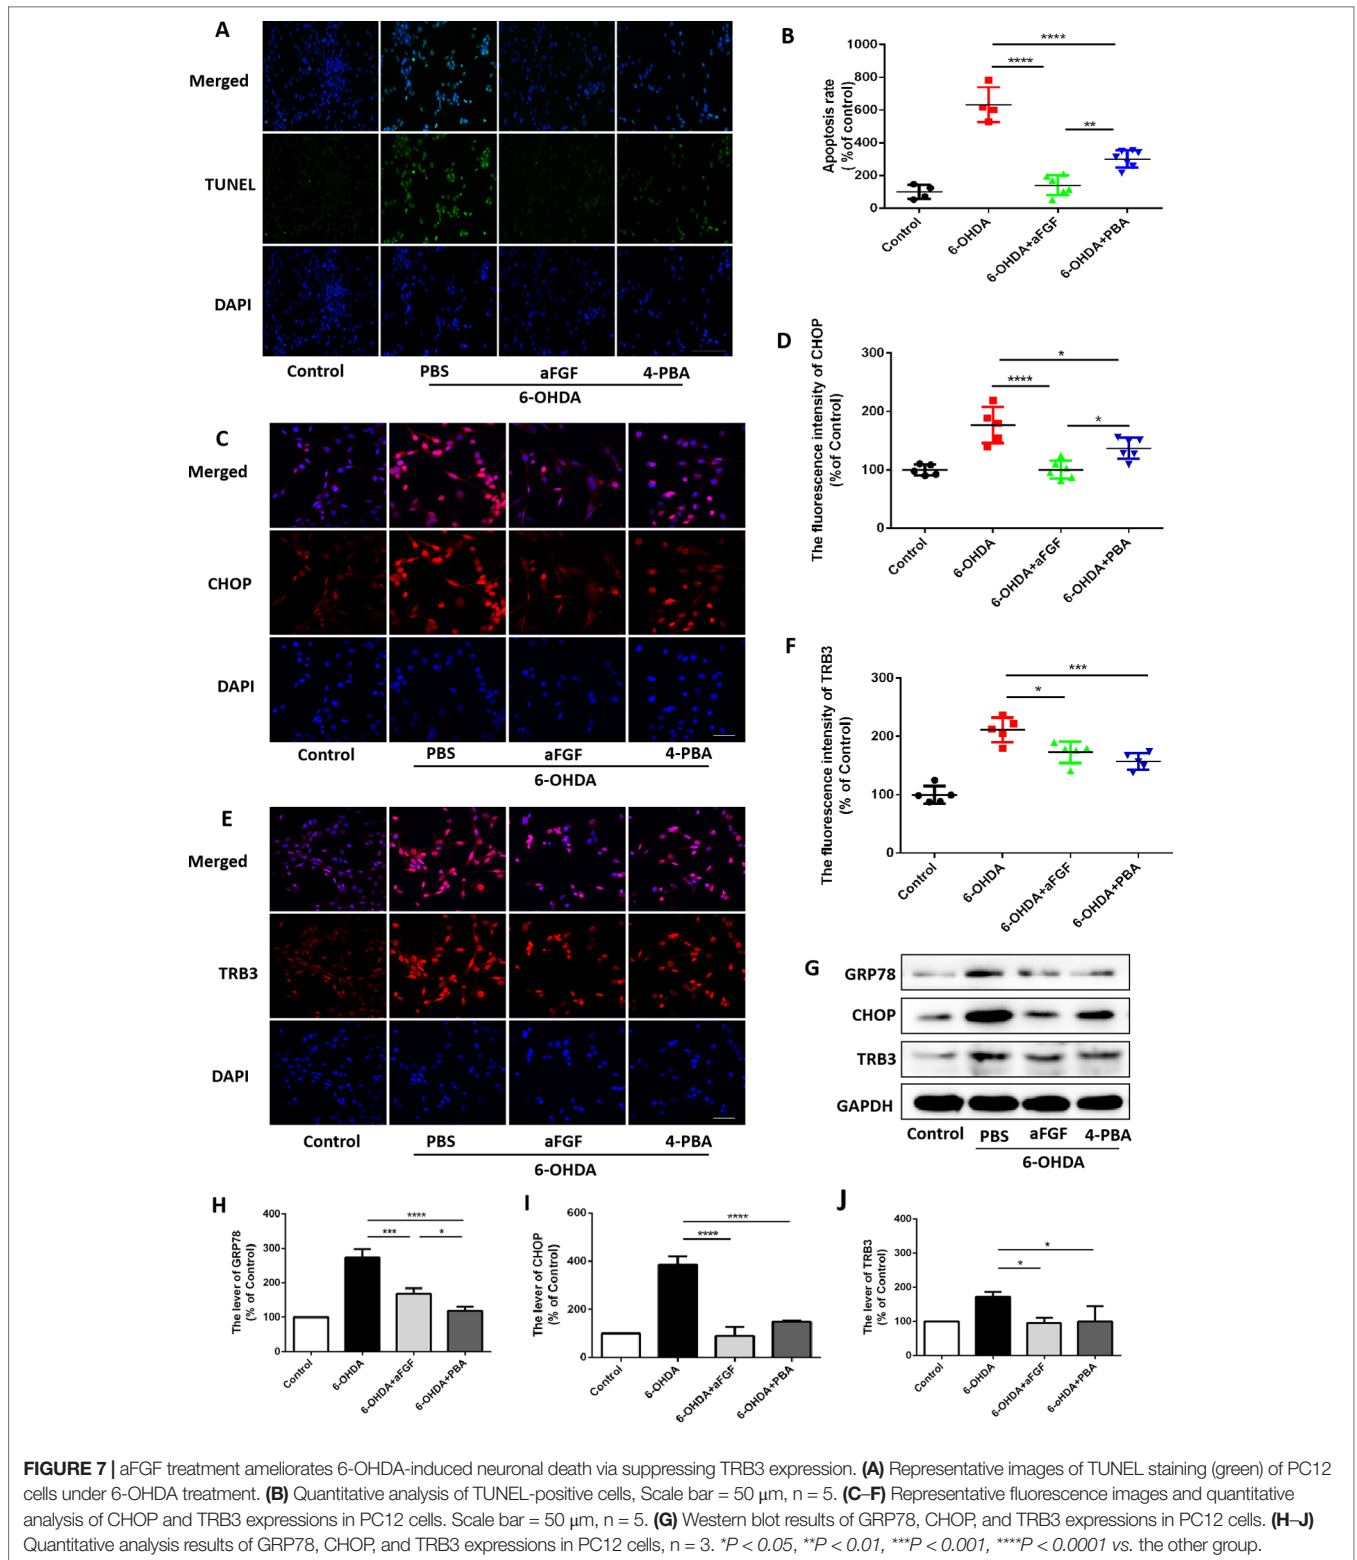 A
Merged
TUNEL
DAPI
Control
PBS
aFGF
4-PBA
6-OHDA
B
Apoptosis rate
( %of control)
1000
800
600
400
200
0
****
****
**
Control
6-OHDA
6-OHDA+aFGF
6-OHDA+PBA
C
Merged
CHOP
DAPI
Control
PBS
aFGF
4-PBA
6-OHDA
D
The fluorescence intensity of CHOP
(%of Control)
300
200
100
0
*
****
*
Control
6-OHDA
6-OHDA+aFGF
6-OHDA+PBA
E
Merged
TRB3
DAPI
Control
PBS
aFGF
4-PBA
6-OHDA
F
The fluorescence intensity of TRB3
(% of Control)
300
200
100
0
***
*
Control
6-OHDA
6-OHDA+aFGF
6-OHDA+PBA
G
GRP78
CHOP
TRB3
GAPDH
Control
PBS
aFGF
4-PBA
6-OHDA
H
The lever of GRP78
(% of Control)
400
300
200
100
0
****
***
*
Control
6-OHDA
6-OHDA+aFGF
6-OHDA+PBA
I
The lever of CHOP
(% of Control)
600
400
200
0
****
****
Control
6-OHDA
6-OHDA+aFGF
6-OHDA+PBA
J
The lever of TRB3
(% of Control)
400
300
200
100
0
*
*
Control
6-OHDA
6-OHDA+aFGF
6-oHDA+PBA
FIGURE 7 | aFGF treatment ameliorates 6-OHDA-induced neuronal death via suppressing TRB3 expression. (A) Representative images of TUNEL staining (green) of PC12
cells under 6-OHDA treatment. (B) Quantitative analysis of TUNEL-positive cells, Scale bar = 50 μm, n = 5. (C–F) Representative fluorescence images and quantitative
analysis of CHOP and TRB3 expressions in PC12 cells. Scale bar = 50 μm, n = 5. (G) Western blot results of GRP78, CHOP, and TRB3 expressions in PC12 cells. (H–J)
Quantitative analysis results of GRP78, CHOP, and TRB3 expressions in PC12 cells, n = 3. *P < 0.05, **P < 0.01, ***P < 0.001, ****P < 0.0001 vs. the other group.